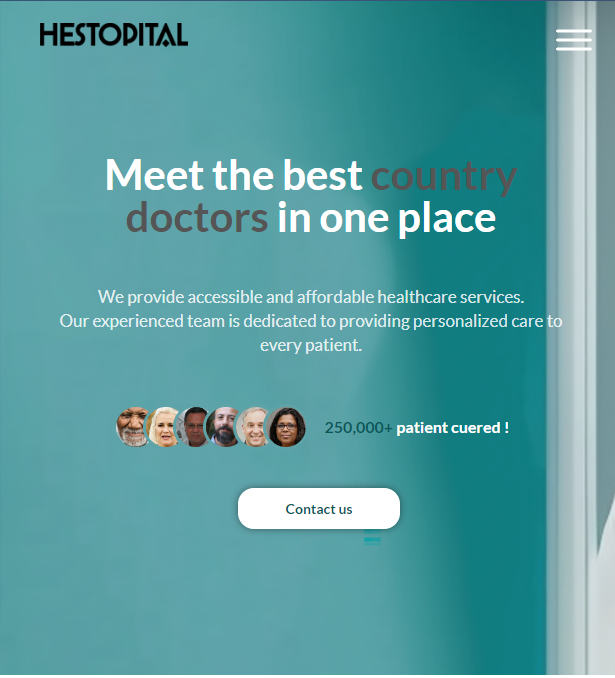 HESTOPITAL
Meet the best country
doctors in one place
We provide accessible and affordable healthcare services.
Our experienced team is dedicated to providing personalized care to
every patient.
250,000+ patient cuered !
Contact us